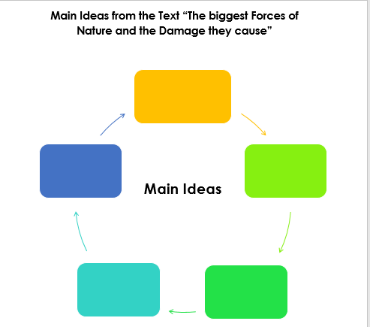 Main Ideas from the Text “The biggest Forces of
Nature and the Damage they cause”
Main Ideas